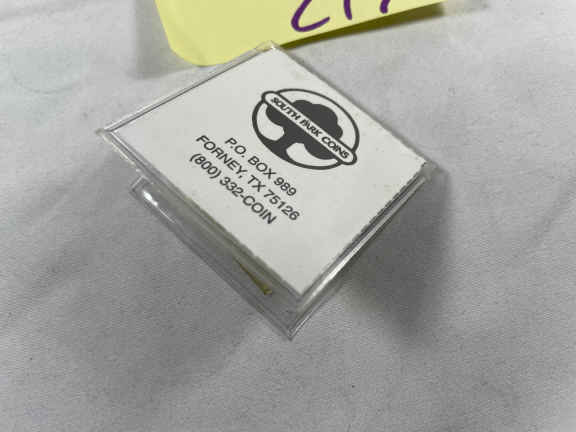 SOUTH PARK COINS
P.O. BOX 989
FORNEY, TX 75126
(800) 332-COIN